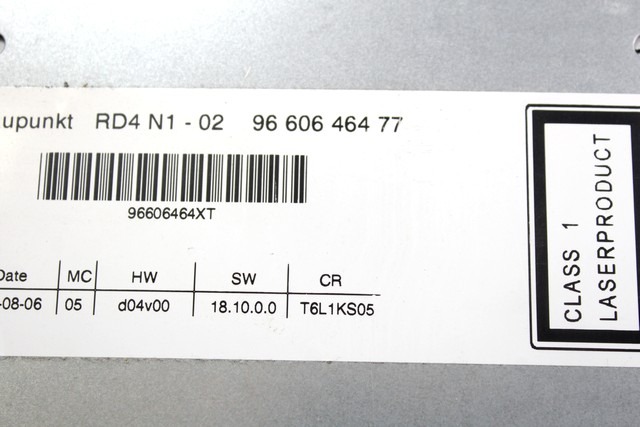 upunkt RD4 N1 - 02 96 606 464 77
96606464XT
Date MC HW SW CR
-08-06 05 d04v00 18.10.0.0 T6L1KS05
CLASS 1
LASERPRODUCT